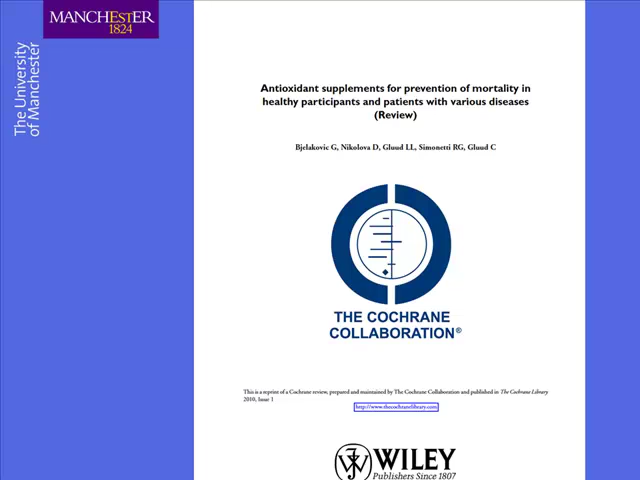 MANCHESTER
1824
The University
of Manchester
Antioxidant supplements for prevention of mortality in
healthy participants and patients with various diseases
(Review)
Bjelakovic G, Nikolova D, Gluud LL, Simonetti RG, Gluud C
THE COCHRANE
COLLABORATION®
This is a reprint of a Cochrane review, prepared and maintained by The Cochrane Collaboration and published in The Cochrane Library
2010, Issue 1
http://www.thecochranelibrary.com
WILEY
Publishers Since 1807